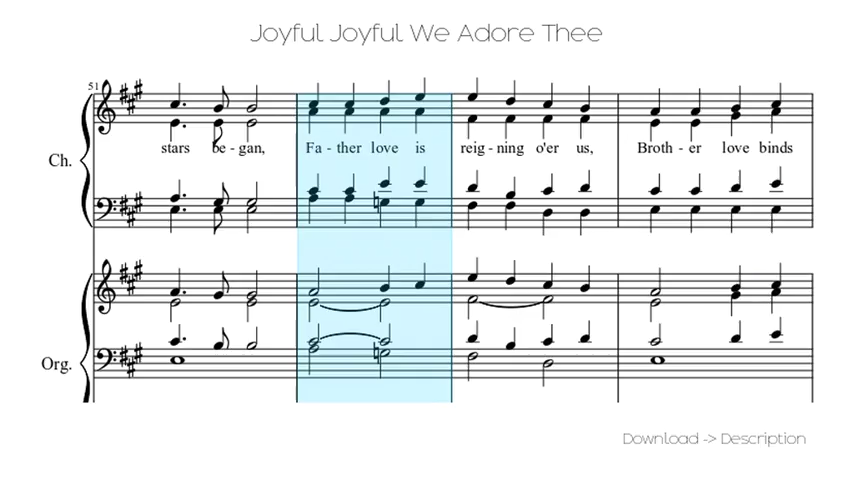 Joyful Joyful We Adore Thee
51
Ch.
stars be - gan, Fa - ther love is reig - ning o'er us, Broth - er love binds
Org.
Download -> Description